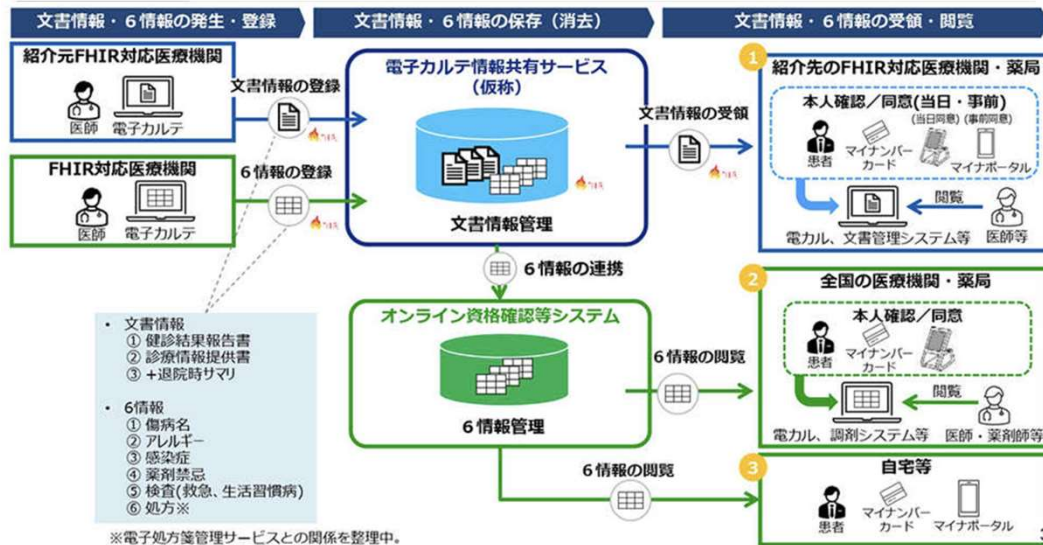 文書情報・６情報の発生・登録
文書情報・６情報の保存（消去）
文書情報・６情報の受領・閲覧
紹介元FHIR対応医療機関
医師
電子カルテ
文書情報の登録
FHIR対応医療機関
医師
電子カルテ
６情報の登録
電子カルテ情報共有サービス
（仮称）
文書情報管理
文書情報の受領
６情報の連携
オンライン資格確認等システム
６情報管理
６情報の閲覧
６情報の閲覧
1
紹介先のFHIR対応医療機関・薬局
本人確認／同意(当日・事前)
(当日同意) (事前同意)
患者
マイナンバー
カード
マイナポータル
閲覧
電カル、文書管理システム等
医師等
2
全国の医療機関・薬局
本人確認／同意
患者
マイナンバー
カード
閲覧
電カル、調剤システム等
医師・薬剤師等
3
自宅等
患者
マイナンバー
カード
マイナポータル
• 文書情報
① 健診結果報告書
② 診療情報提供書
③ +退院時サマリ
• 6情報
① 傷病名
② アレルギー
③ 感染症
④ 薬剤禁忌
⑤ 検査(救急、生活習慣病)
⑥ 処方※
※電子処方箋管理サービスとの関係を整理中。